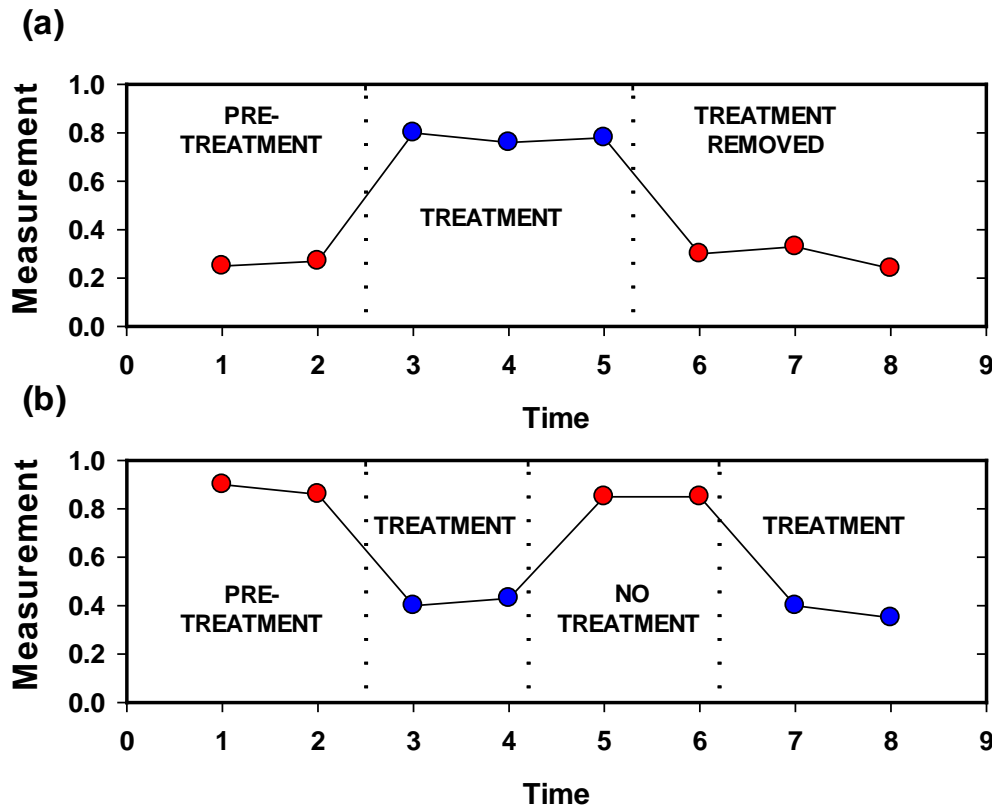 (a)
Measurement
1.0
0.8
0.6
0.4
0.2
0.0
PRE-
TREATMENT
TREATMENT
TREATMENT
REMOVED
0 1 2 3 4 5 6 7 8 9
Time
(b)
Measurement
1.0
0.8
0.6
0.4
0.2
0.0
PRE-
TREATMENT
TREATMENT
NO
TREATMENT
TREATMENT
0 1 2 3 4 5 6 7 8 9
Time